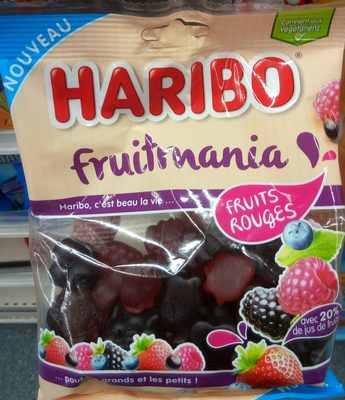 NOUVEAU
Convient aux
Végétariens
HARIBO
fruitmania
Haribo, c'est beau la vie ...
FRUITS
ROUGES
avec 20%
de jus de fruits
... pour les grands et les petits !